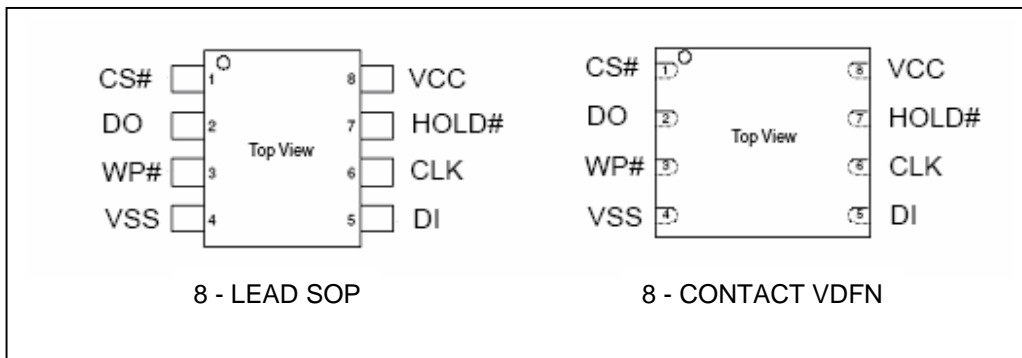 CS# 1 8 VCC
DO 2 7 HOLD#
Top View
WP# 3 6 CLK
VSS 4 5 DI
8 - LEAD SOP
CS# 1 8 VCC
DO 2 7 HOLD#
Top View
WP# 3 6 CLK
VSS 4 5 DI
8 - CONTACT VDFN